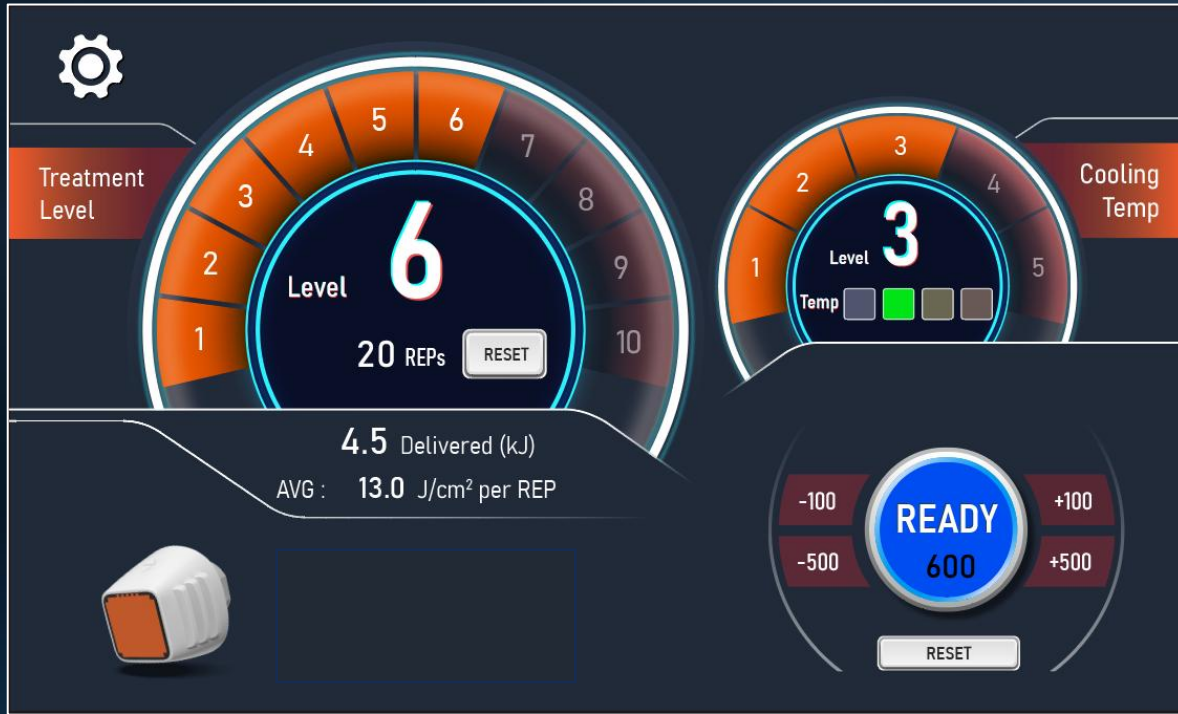 Treatment
Level
1
2
3
4
5
6
7
8
9
10
Level 6
20 REPs RESET
4.5 Delivered (kJ)
AVG : 13.0 J/cm² per REP
Cooling
Temp
1
2
3
4
5
Level 3
Temp
-100
-500
READY
600
+100
+500
RESET